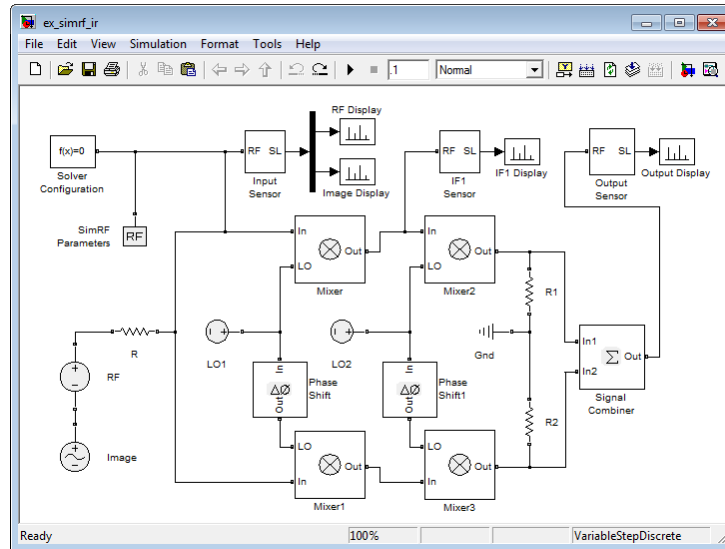 ex_simrf_ir
File Edit View Simulation Format Tools Help
.1 Normal
RF Display
f(x)=0
RF SL
RF SL
RF SL
Solver
Configuration
Input
Sensor
Image Display
IF1
Sensor
IF1 Display
Output
Sensor
Output Display
SimRF
Parameters
RF
In
LO
Out
Mixer
In
LO
Out
Mixer2
R1
R
LO1
LO2
Gnd
In1
In2
Out
Σ
Signal
Combiner
RF
In
ΔØ
Out
Phase
Shift
In
ΔØ
Out
Phase
Shift1
R2
Image
LO
In
Out
Mixer1
LO
In
Out
Mixer3
Ready 100% VariableStepDiscrete